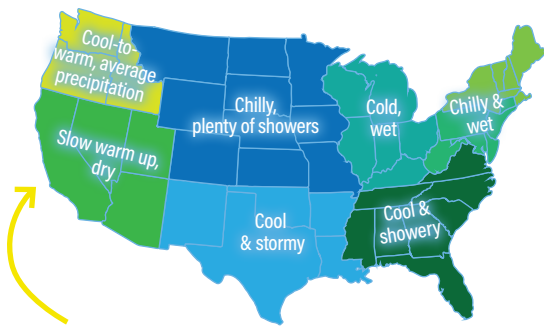 Cool-to-
warm, average
precipitation
Chilly,
plenty of showers
Cold,
wet
Chilly &
wet
Slow warm up,
dry
Cool
& stormy
Cool &
showery